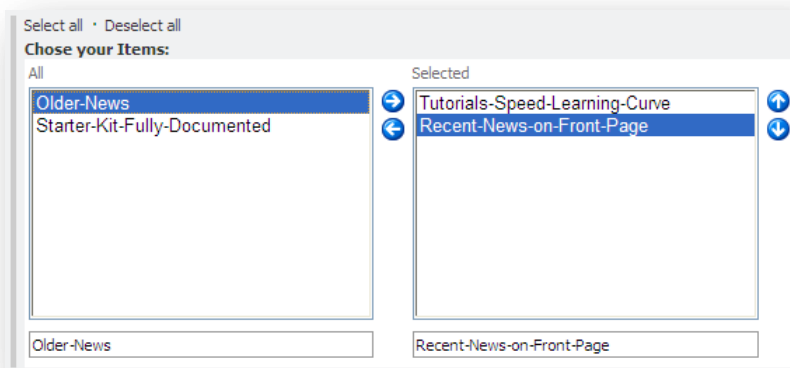 Select all · Deselect all
Chose your Items:
All
Selected
Older-News
Starter-Kit-Fully-Documented
Tutorials-Speed-Learning-Curve
Recent-News-on-Front-Page
Older-News
Recent-News-on-Front-Page